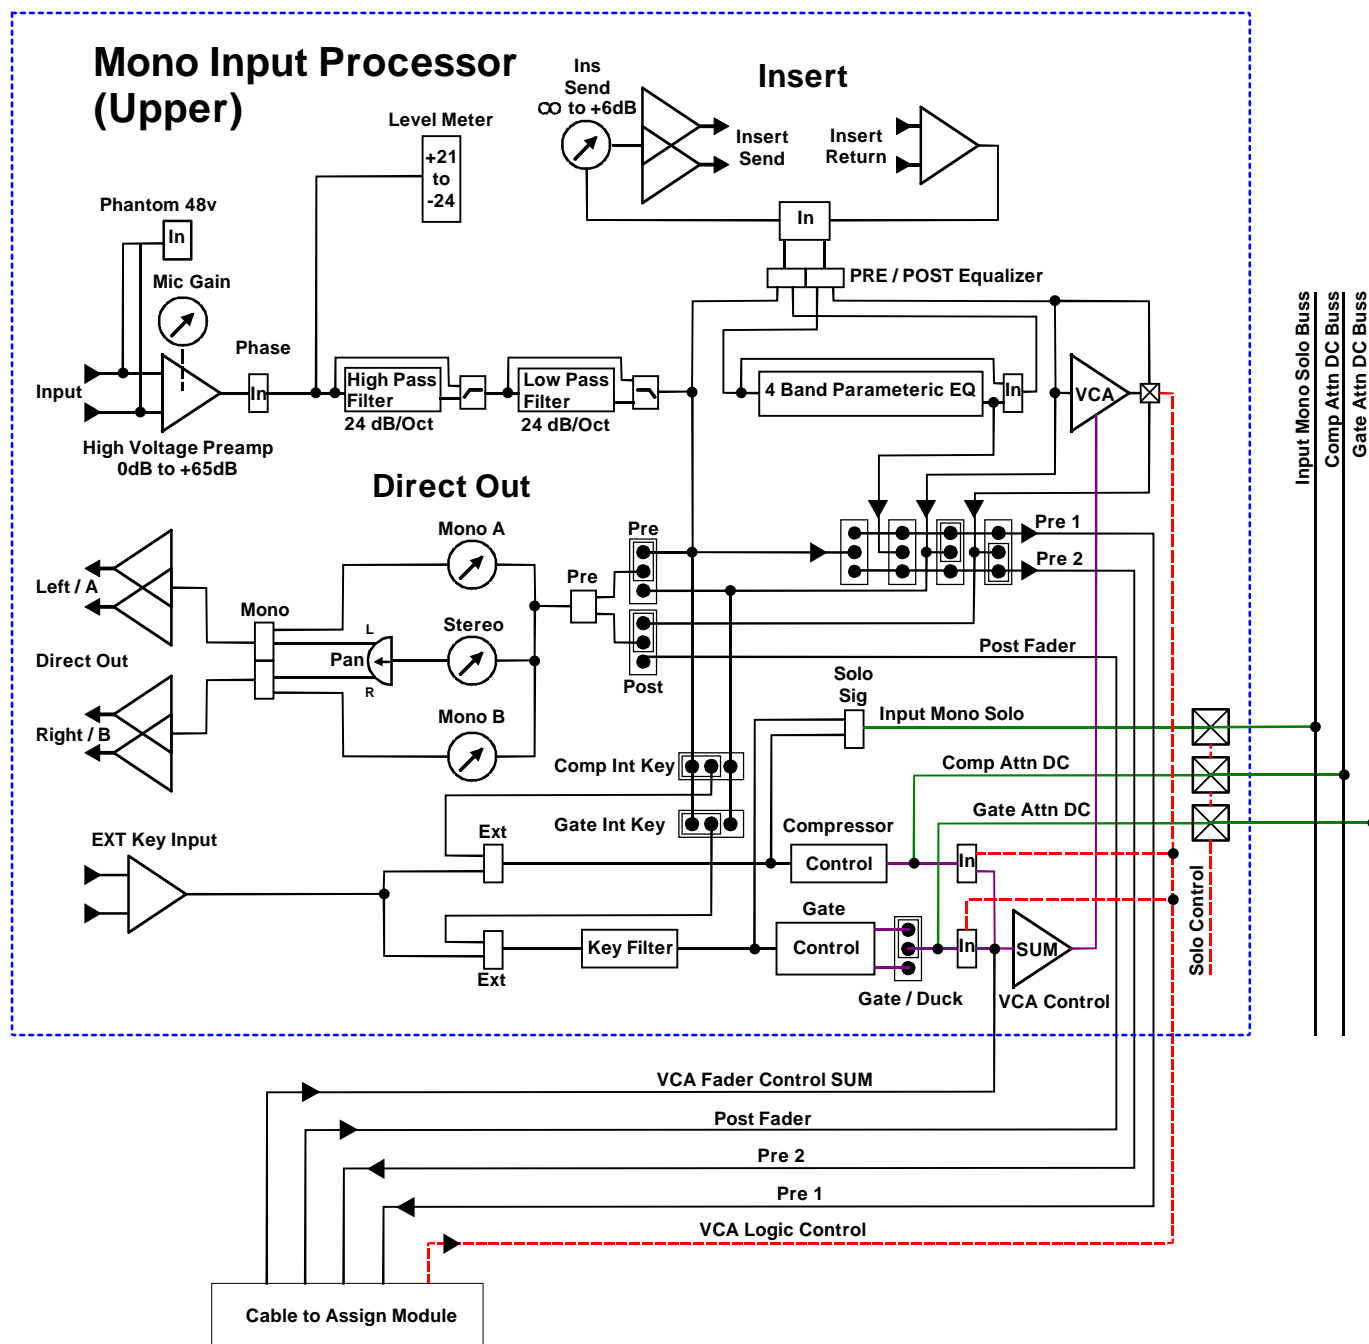 Mono Input Processor
(Upper)
Ins
Send
∞ to +6dB
Insert
Level Meter
+21
to
-24
Insert
Send
Insert
Return
Phantom 48v
In
In
Mic Gain
PRE / POST Equalizer
Phase
Input
In
High Pass
Filter
24 dB/Oct
Low Pass
Filter
24 dB/Oct
4 Band Parameteric EQ
In
VCA
High Voltage Preamp
0dB to +65dB
Input Mono Solo Buss
Comp Attn DC Buss
Gate Attn DC Buss
Direct Out
Mono A
Pre
Pre 1
Pre 2
Left / A
Mono
Pre
L
Stereo
Direct Out
Pan
R
Post Fader
Post
Solo
Sig
Mono B
Input Mono Solo
Right / B
Comp Int Key
Comp Attn DC
Gate Int Key
Gate Attn DC
EXT Key Input
Ext
Compressor
Control
In
Gate
Key Filter
Control
In
SUM
Ext
Gate / Duck
VCA Control
Solo Control
VCA Fader Control SUM
Post Fader
Pre 2
Pre 1
VCA Logic Control
Cable to Assign Module